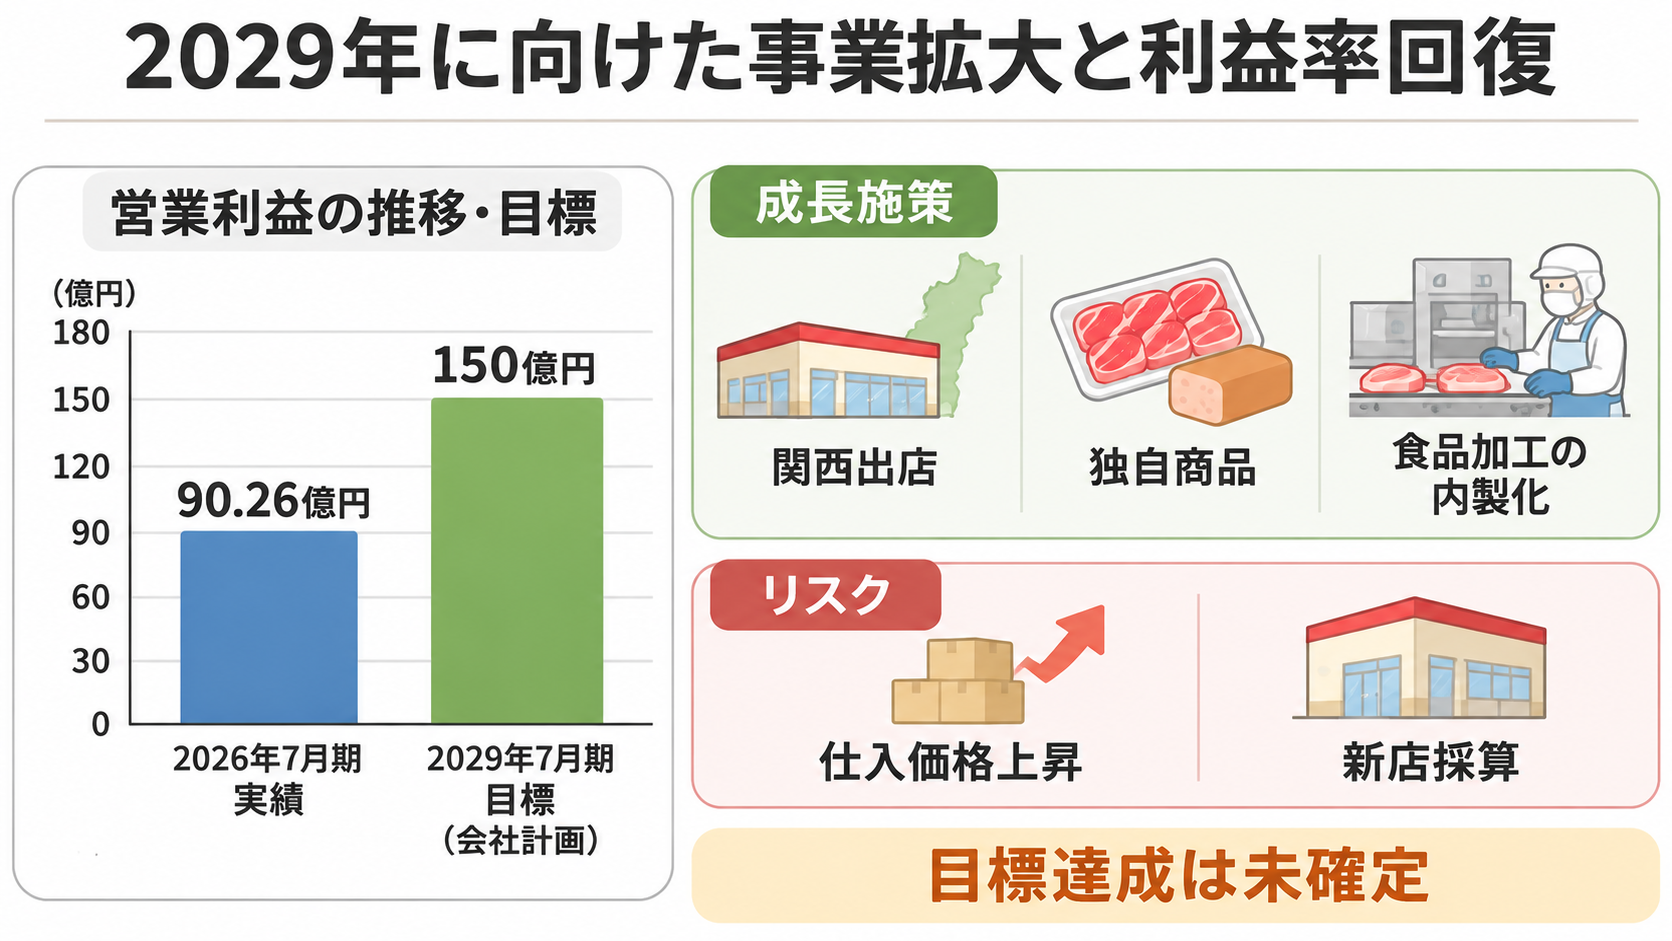 2029年に向けた事業拡大と利益率回復
営業利益の推移・目標
(億円)
180
150
120
90
60
30
0
90.26億円
150億円
2026年7月期
実績
2029年7月期
目標
(会社計画)
成長施策
関西出店
独自商品
食品加工の
内製化
リスク
仕入価格上昇
新店採算
目標達成は未確定